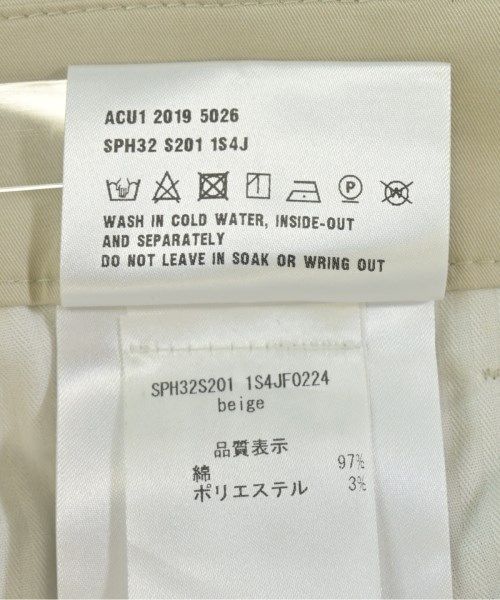 ACU1 2019 5026
SPH32 S201 1S4J
WASH IN COLD WATER, INSIDE-OUT
AND SEPARATELY
DO NOT LEAVE IN SOAK OR WRING OUT
SPH32S201 1S4JF0224
beige
品質表示
綿 97%
ポリエステル 3%